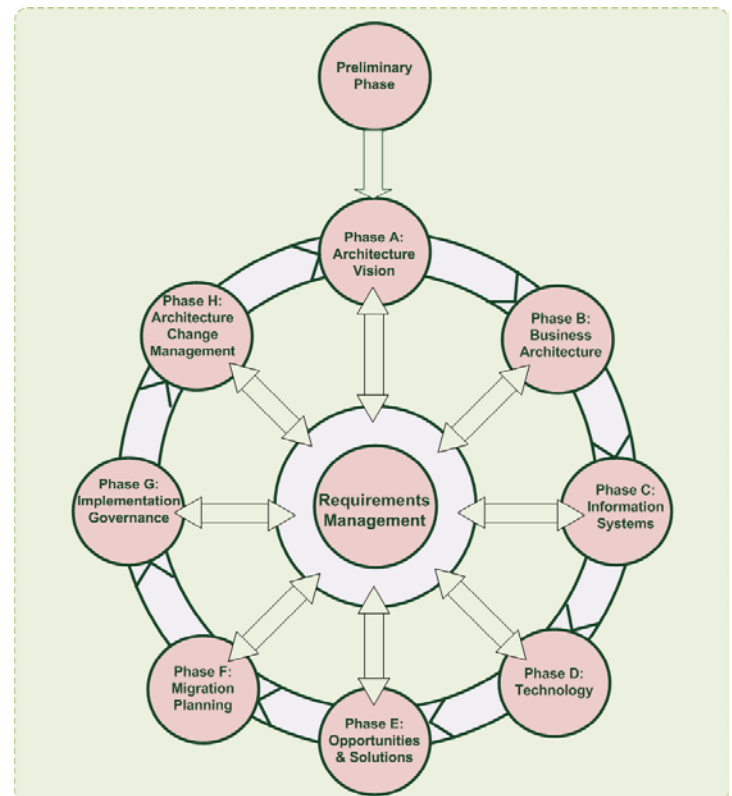 Preliminary
Phase
Phase A:
Architecture
Vision
Phase H:
Architecture
Change
Management
Phase B:
Business
Architecture
Phase G:
Implementation
Governance
Requirements
Management
Phase C:
Information
Systems
Phase F:
Migration
Planning
Phase D:
Technology
Phase E:
Opportunities
& Solutions